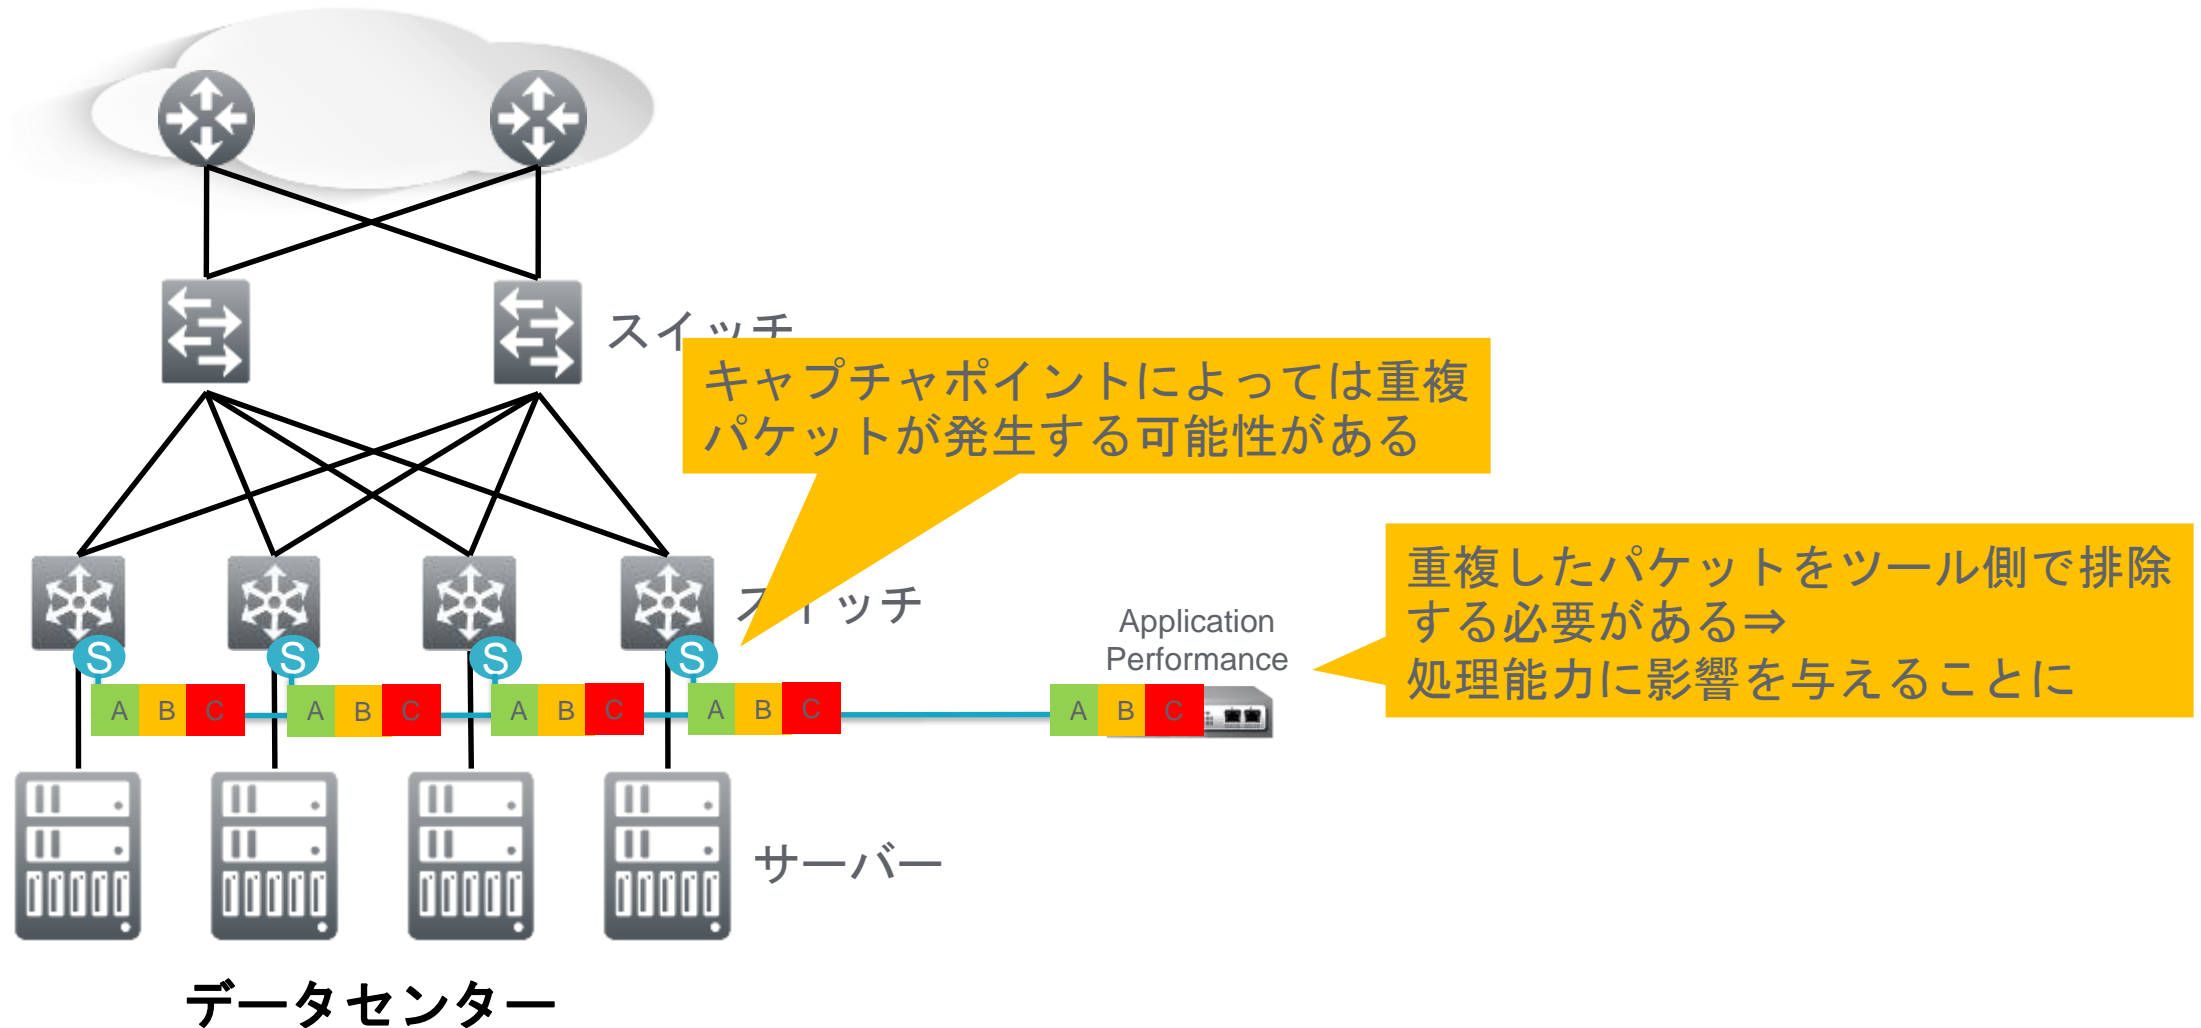 スイッチ
キャプチャポイントによっては重複
パケットが発生する可能性がある
スイッチ
Application
Performance
重複したパケットをツール側で排除
する必要がある⇒
処理能力に影響を与えることに
S S S S
A B C A B C A B C A B C A B C
サーバー
データセンター